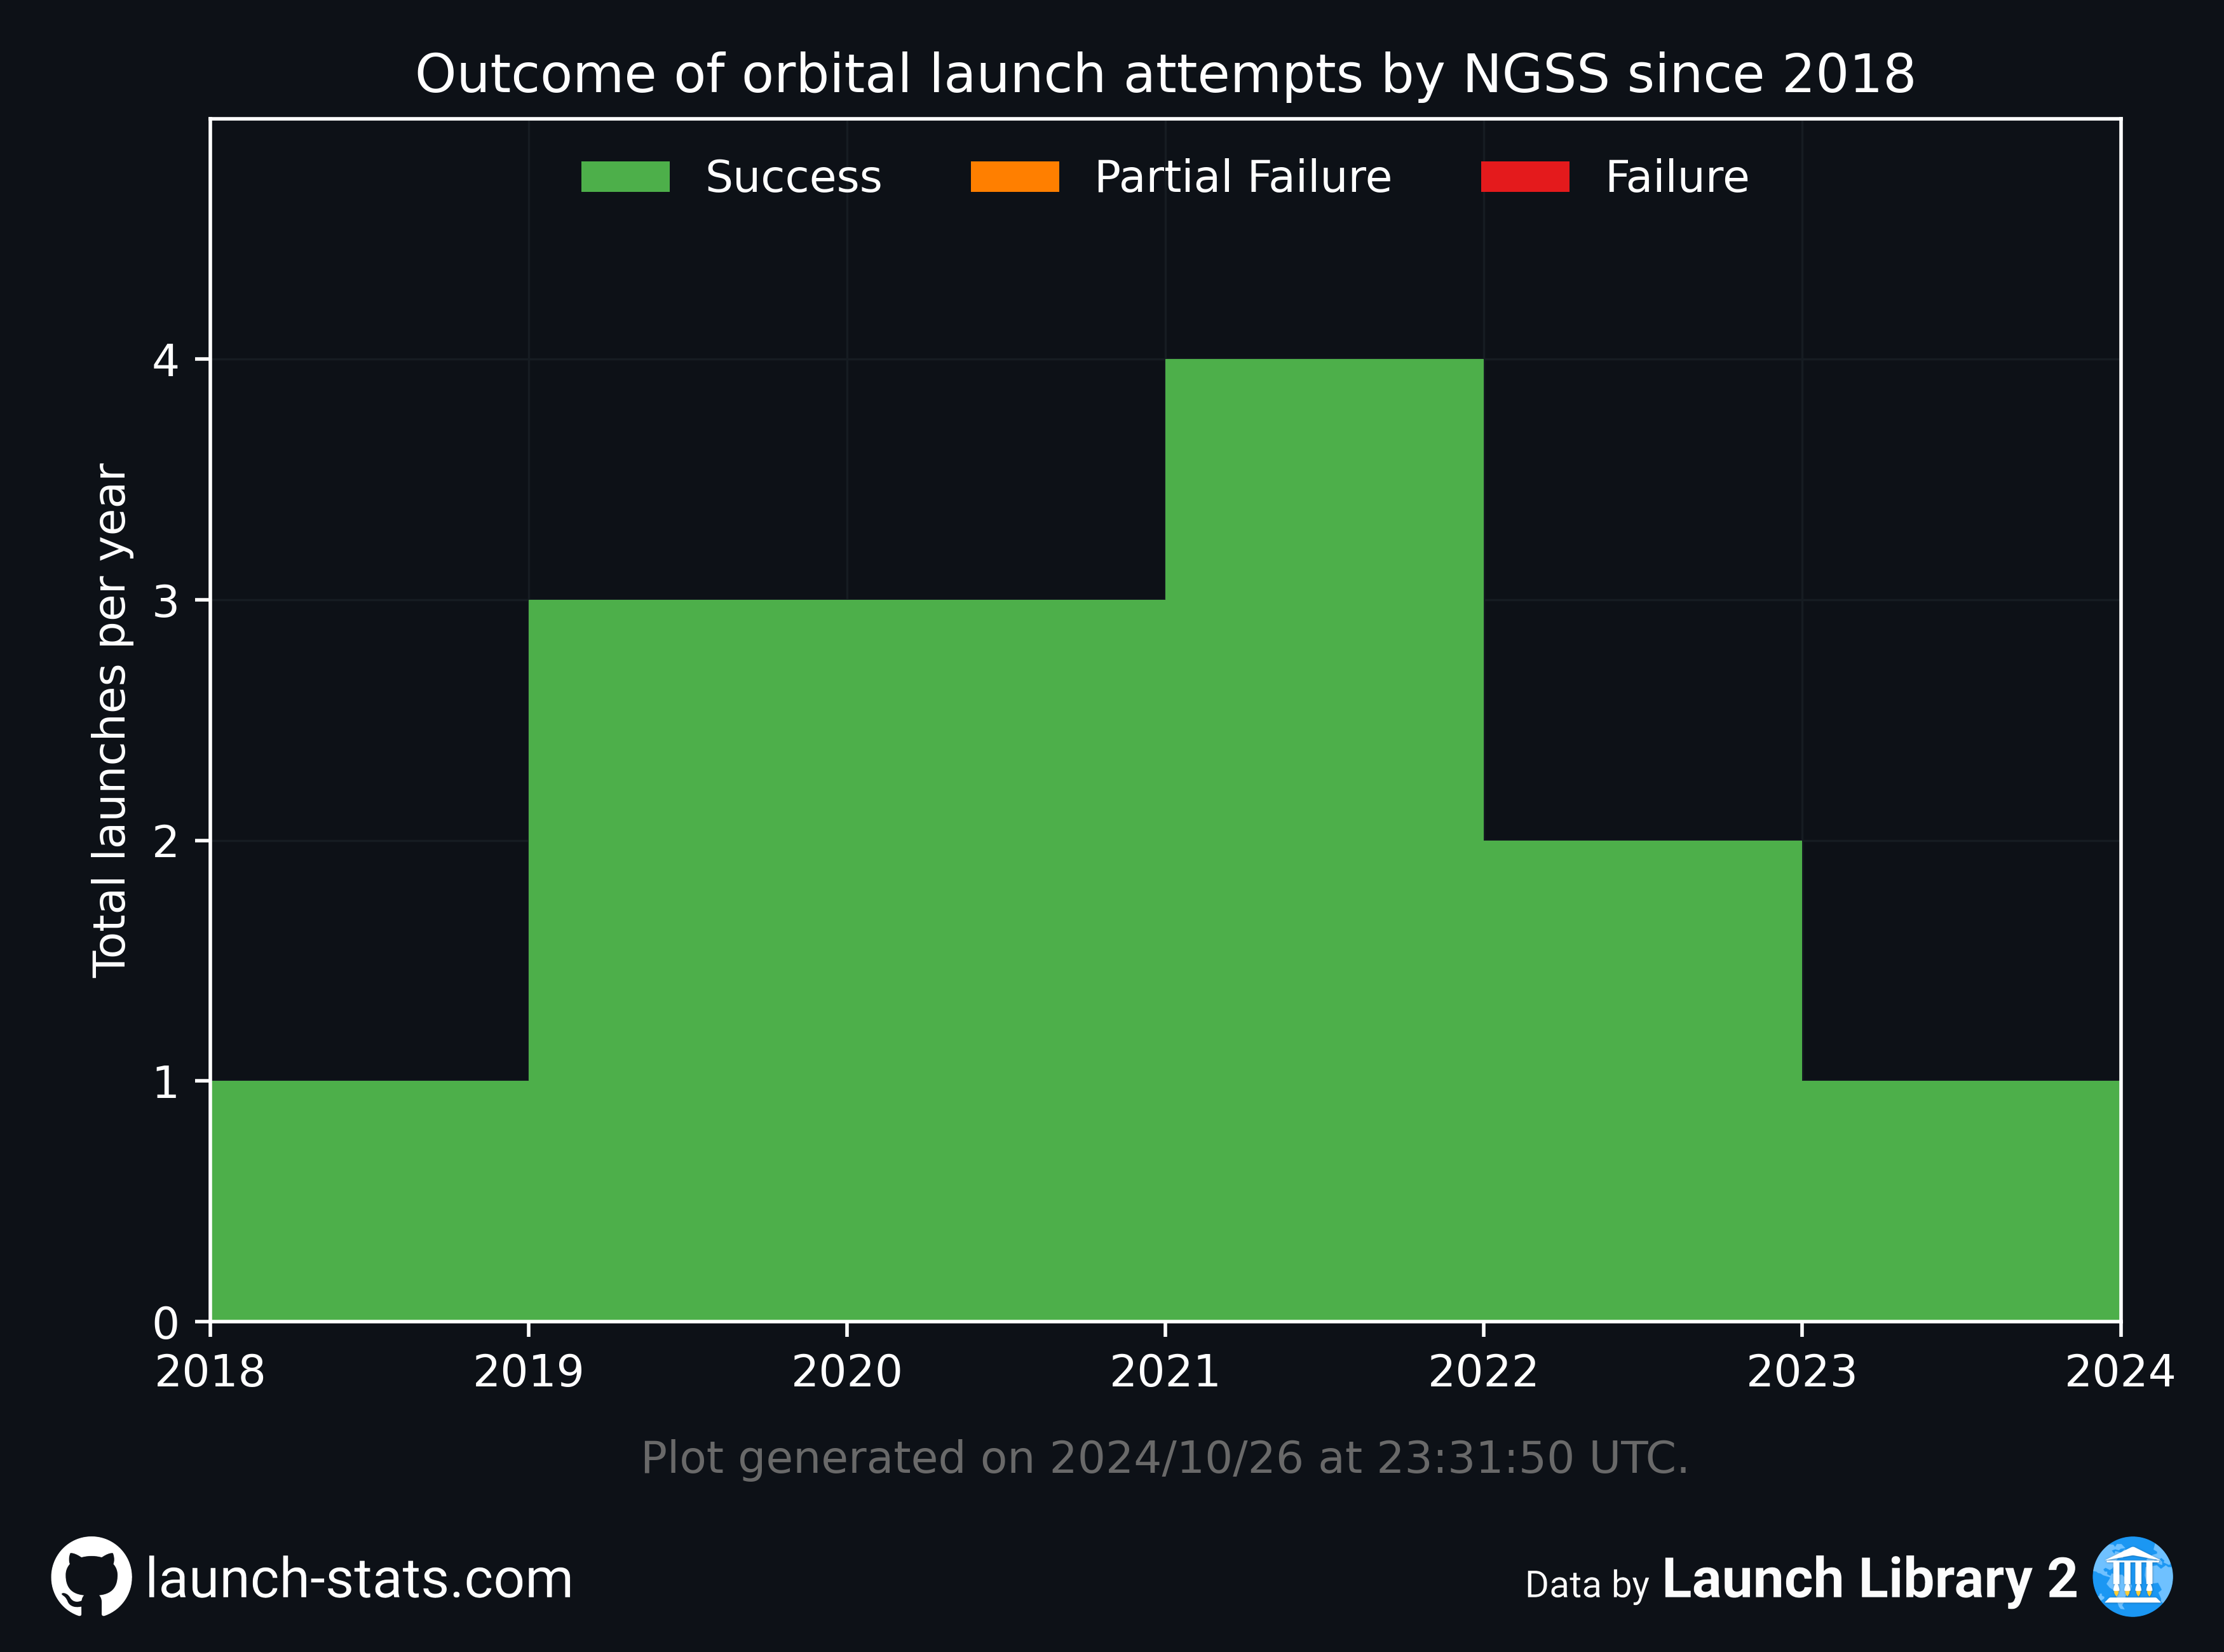 Outcome of orbital launch attempts by NGSS since 2018
Success Partial Failure Failure
Total launches per year
4
3
2
1
0
2018 2019 2020 2021 2022 2023 2024
Plot generated on 2024/10/26 at 23:31:50 UTC.
launch-stats.com
Data by Launch Library 2